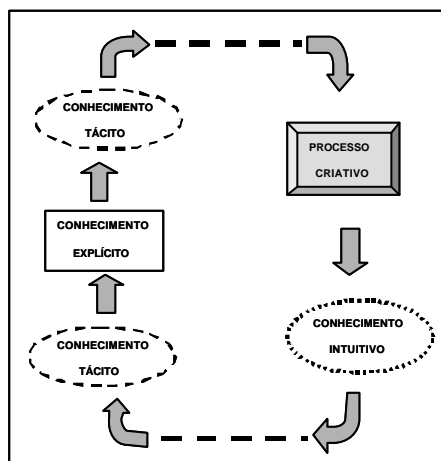 CONHECIMENTO
TÁCITO
PROCESSO
CRIATIVO
CONHECIMENTO
EXPLÍCITO
CONHECIMENTO
INTUITIVO
CONHECIMENTO
TÁCITO